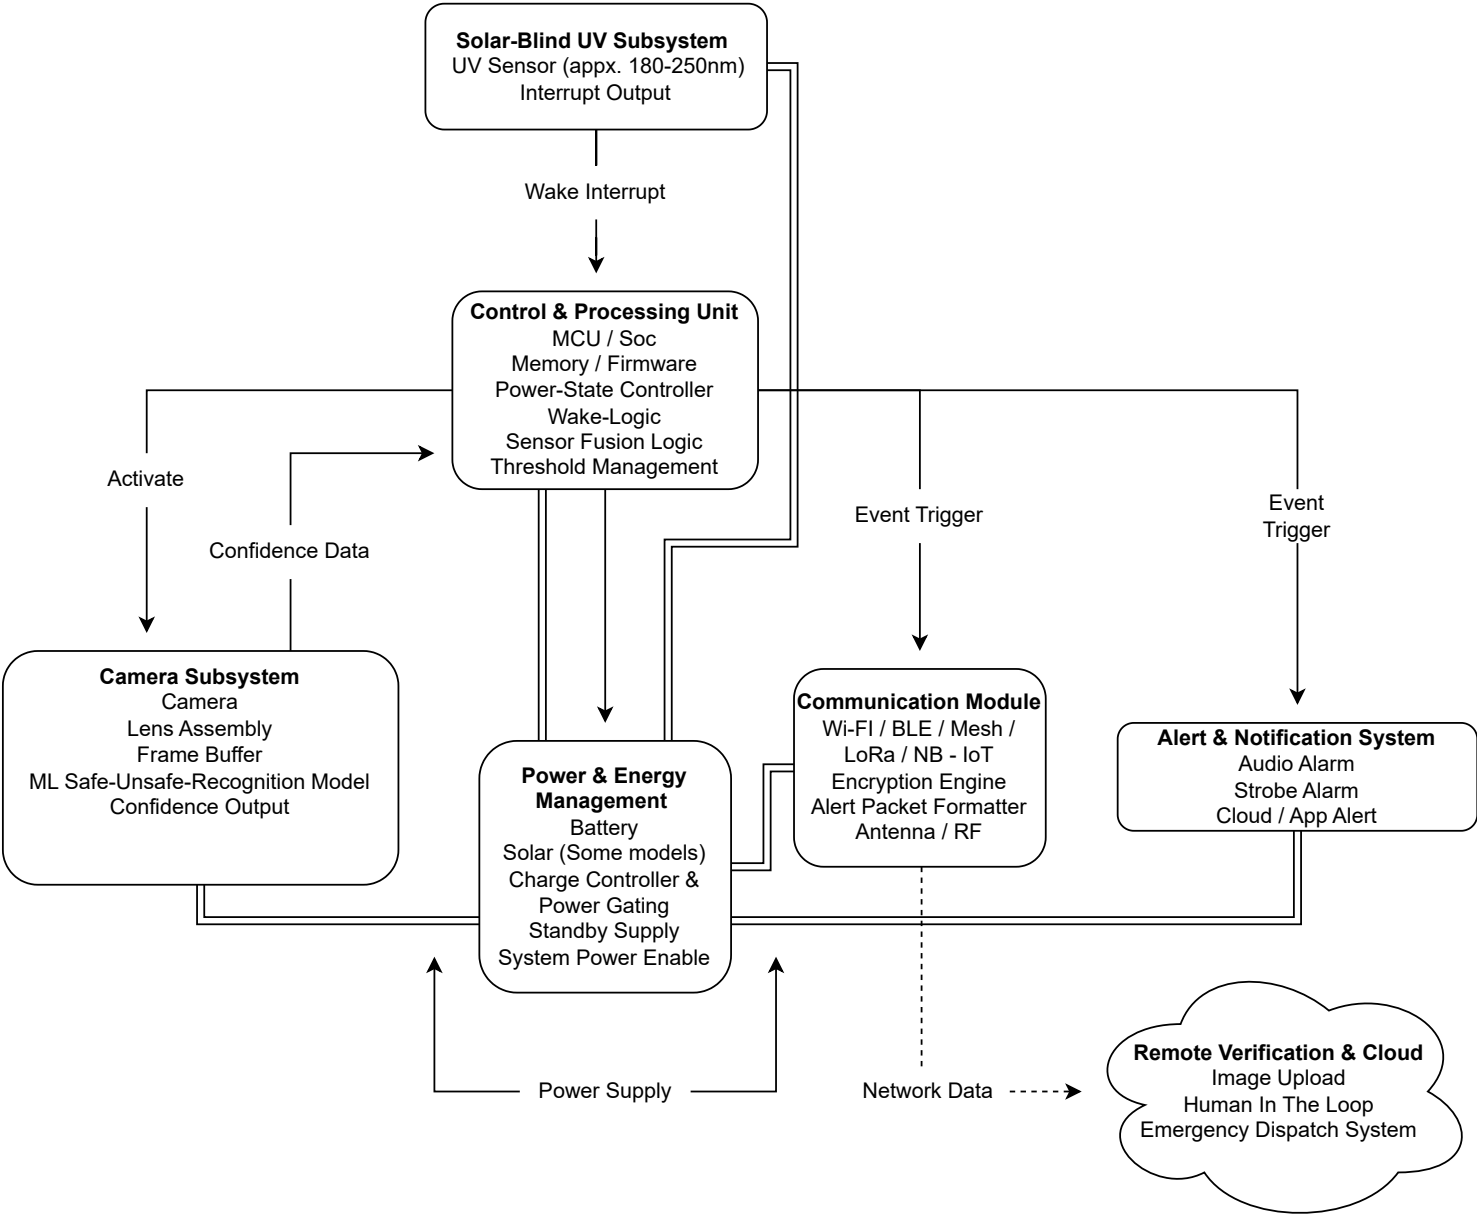 Solar-Blind UV Subsystem
UV Sensor (appx. 180-250nm)
Interrupt Output
Wake Interrupt
Control & Processing Unit
MCU / Soc
Memory / Firmware
Power-State Controller
Wake-Logic
Sensor Fusion Logic
Threshold Management
Activate
Confidence Data
Event Trigger
Event
Trigger
Camera Subsystem
Camera
Lens Assembly
Frame Buffer
ML Safe-Unsafe-Recognition Model
Confidence Output
Power & Energy
Management
Battery
Solar (Some models)
Charge Controller &
Power Gating
Standby Supply
System Power Enable
Communication Module
Wi-FI / BLE / Mesh /
LoRa / NB - IoT
Encryption Engine
Alert Packet Formatter
Antenna / RF
Alert & Notification System
Audio Alarm
Strobe Alarm
Cloud / App Alert
Power Supply
Network Data
Remote Verification & Cloud
Image Upload
Human In The Loop
Emergency Dispatch System